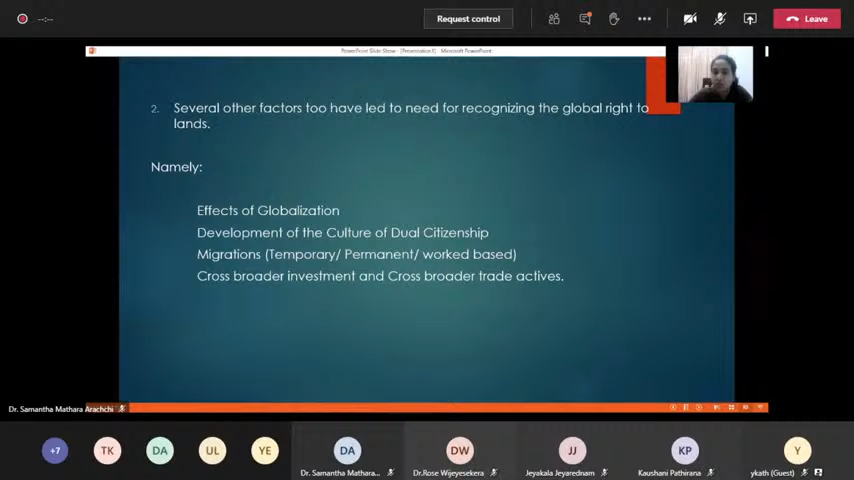 --:--
Request control
Leave
PowerPoint Slide Show - [Presentation1] - Microsoft PowerPoint
2. Several other factors too have led to need for recognizing the global right to
lands.
Namely:
Effects of Globalization
Development of the Culture of Dual Citizenship
Migrations (Temporary/ Permanent/ worked based)
Cross broader investment and Cross broader trade actives.
Dr. Samantha Mathara Arachchi
+7
TK
DA
UL
YE
DA
DW
JJ
KP
Y
Dr. Samantha Mathara...
Dr.Rose Wijeyesekera
Jeyakala Jeyarednam
Kaushani Pathirana
ykath (Guest)